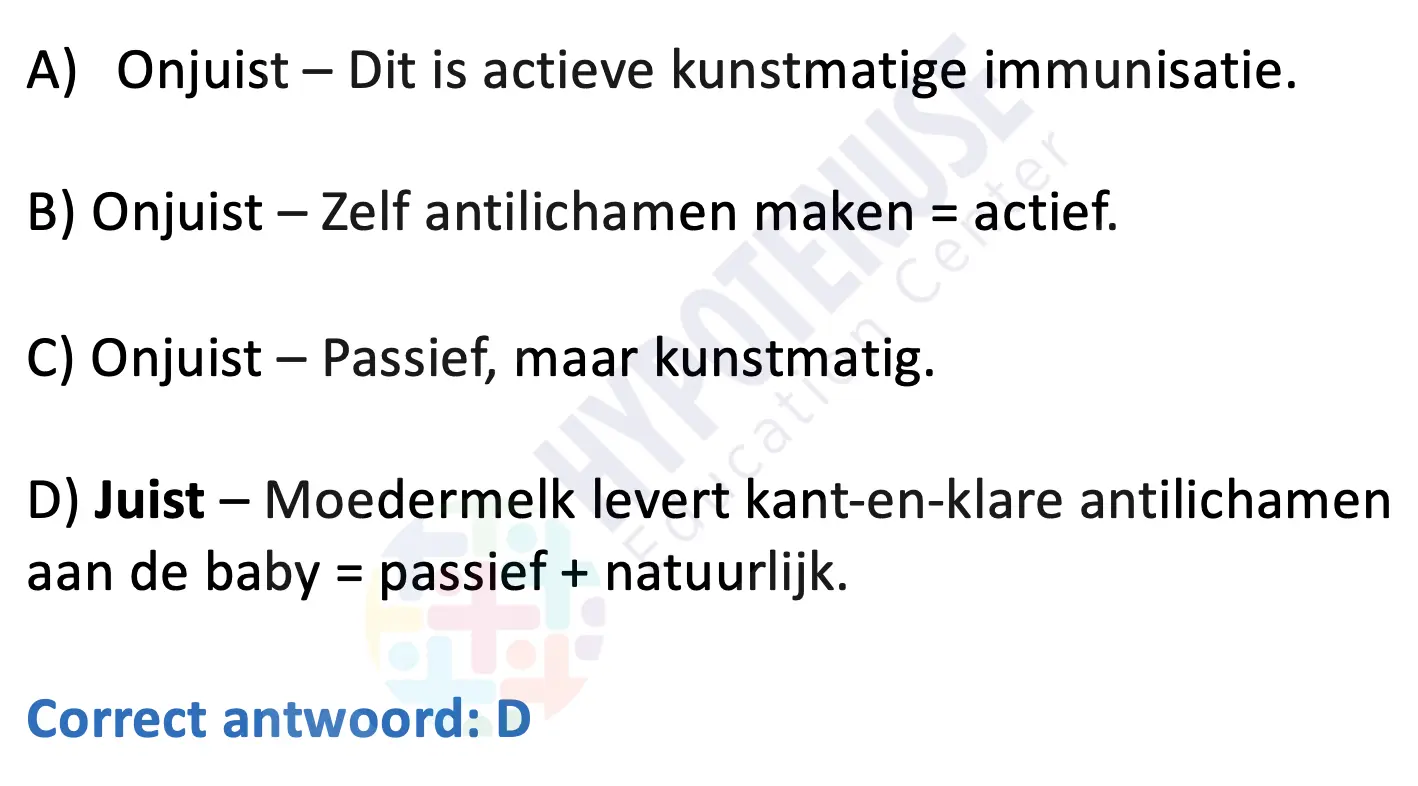 A) Onjuist – Dit is actieve kunstmatige immunisatie.
B) Onjuist – Zelf antilichamen maken = actief.
C) Onjuist – Passief, maar kunstmatig.
D) Juist – Moedermelk levert kant-en-klare antilichamen
aan de baby = passief + natuurlijk.
Correct antwoord: D
HYPOTENUSE
Education Center